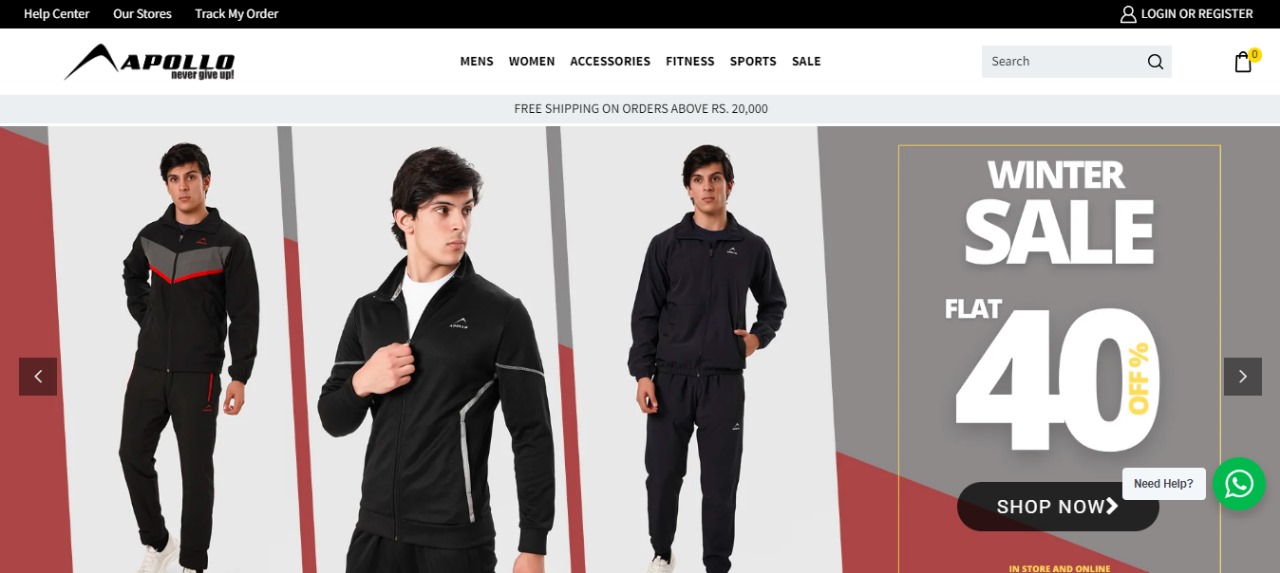 Help Center Our Stores Track My Order LOGIN OR REGISTER
APOLLO
never give up!
MENS WOMEN ACCESSORIES FITNESS SPORTS SALE
Search
0
FREE SHIPPING ON ORDERS ABOVE RS. 20,000
WINTER
SALE
FLAT
40
OFF%
APOLLO
Need Help?
SHOP NOW
IN STORE AND ONLINE